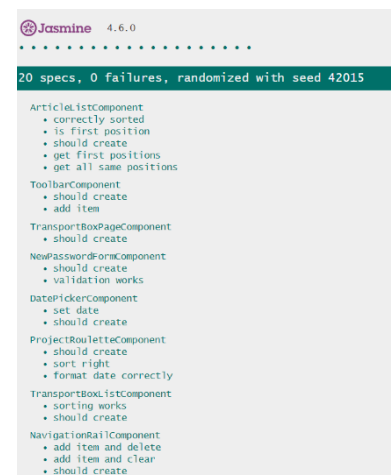 Jasmine 4.6.0
20 specs, 0 failures, randomized with seed 42015
ArticleListComponent
• correctly sorted
• is first position
• should create
• get first positions
• get all same positions
ToolbarComponent
• should create
• add item
TransportBoxPageComponent
• should create
NewPasswordFormComponent
• should create
• validation works
DatePickerComponent
• set date
• should create
ProjectRouletteComponent
• should create
• sort right
• format date correctly
TransportBoxListComponent
• sorting works
• should create
NavigationRailComponent
• add item and delete
• add item and clear
• should create